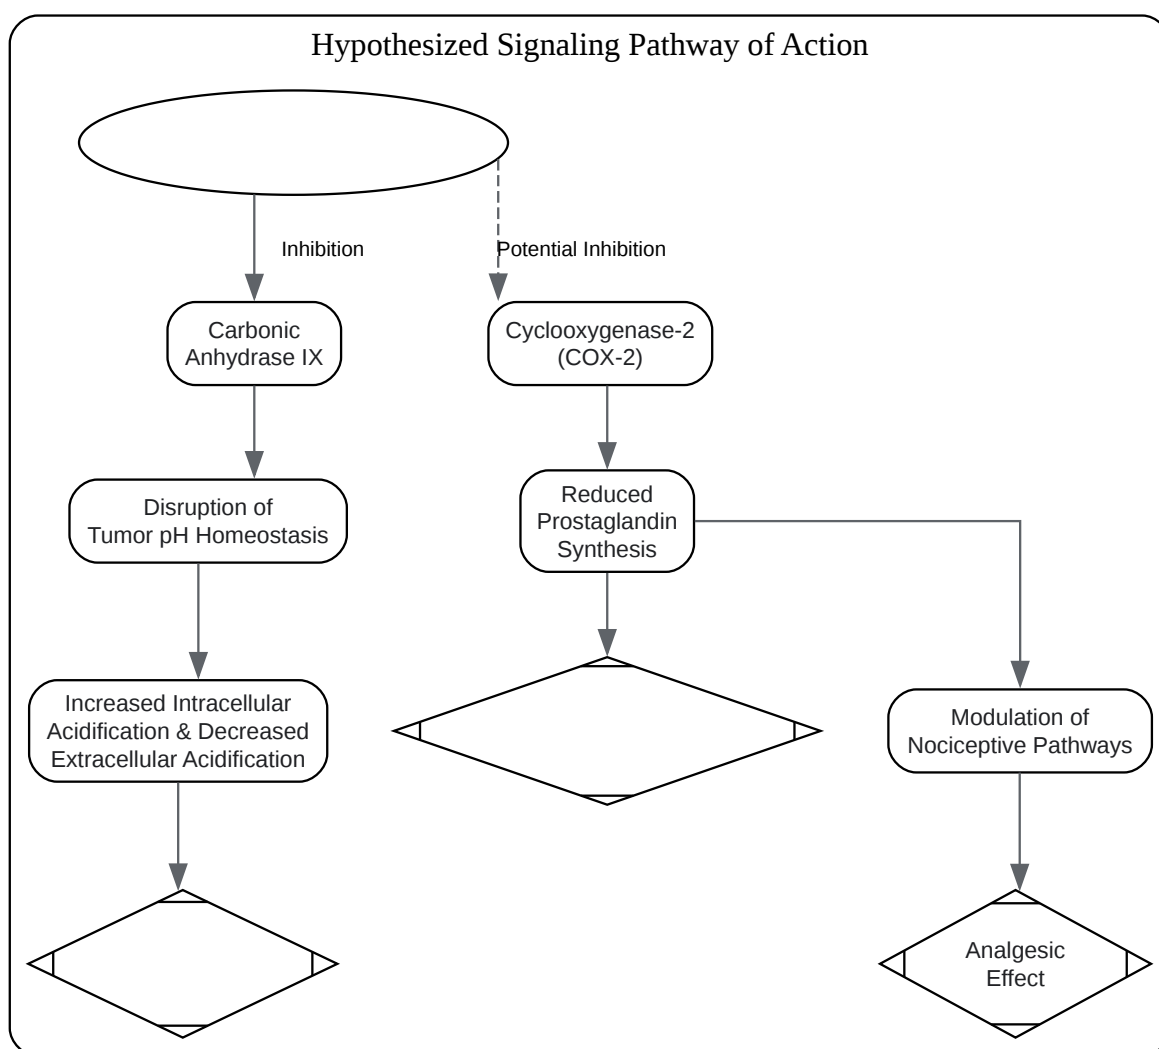 Hypothesized Signaling Pathway of Action
Inhibition
Potential Inhibition
Carbonic
Anhydrase IX
Cyclooxygenase-2
(COX-2)
Disruption of
Tumor pH Homeostasis
Reduced
Prostaglandin
Synthesis
Increased Intracellular
Acidification & Decreased
Extracellular Acidification
Modulation of
Nociceptive Pathways
Analgesic
Effect